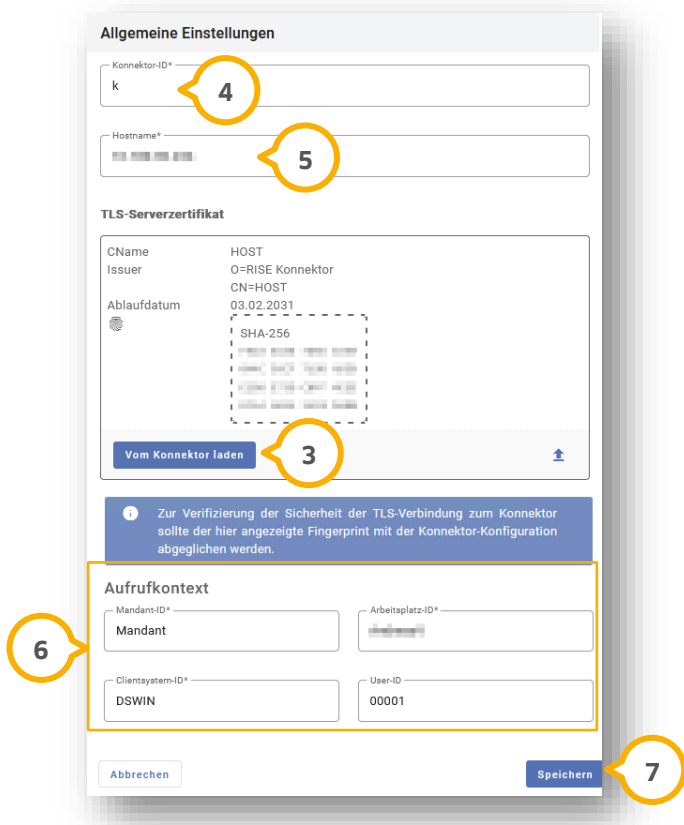 Allgemeine Einstellungen
Konnektor-ID*
k
4
Hostname*
5
TLS-Serverzertifikat
CName HOST
Issuer O=RISE Konnektor
CN=HOST
Ablaufdatum 03.02.2031
SHA-256
Vom Konnektor laden
3
Zur Verifizierung der Sicherheit der TLS-Verbindung zum Konnektor
sollte der hier angezeigte Fingerprint mit der Konnektor-Konfiguration
abgeglichen werden.
Aufrufkontext
Mandant-ID* Arbeitsplatz-ID*
Mandant
6
Clientsystem-ID* User-ID
DSWIN 00001
Abbrechen Speichern
7